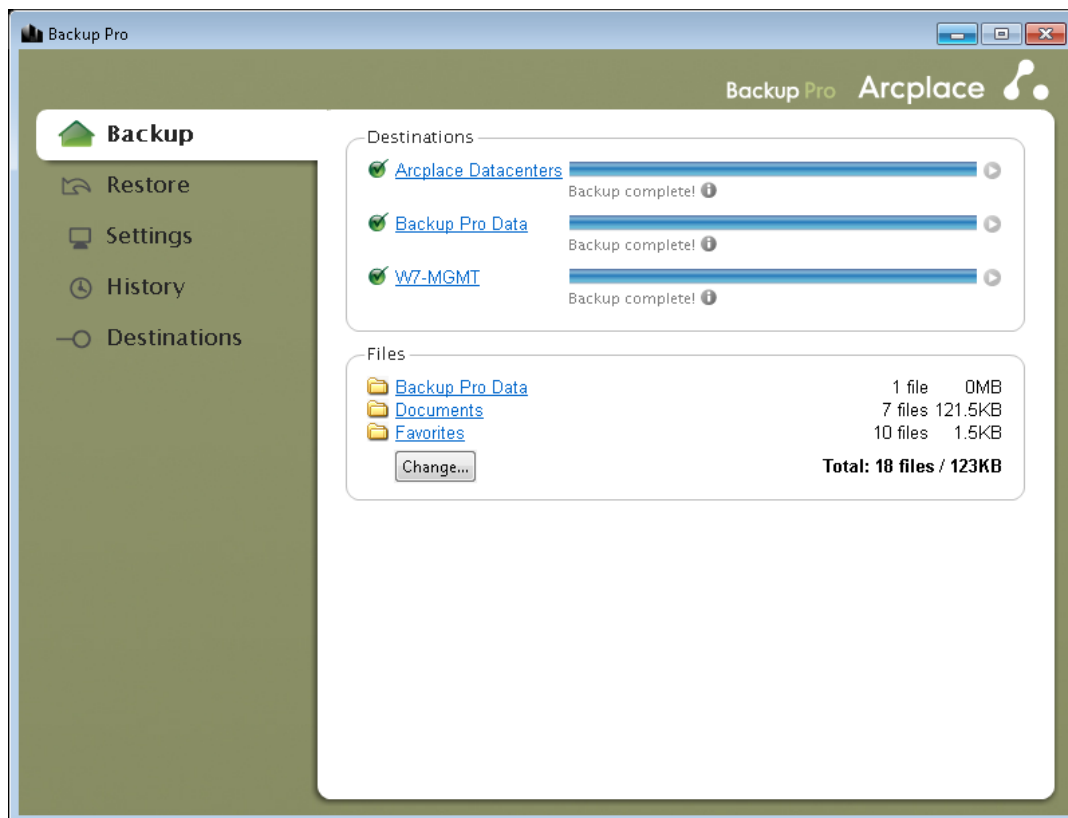 Backup Pro
Backup Pro Arcplace
Backup
Restore
Settings
History
Destinations
Destinations
Arcplace Datacenters
Backup complete!
Backup Pro Data
Backup complete!
W7-MGMT
Backup complete!
Files
Backup Pro Data 1 file 0MB
Documents 7 files 121.5KB
Favorites 10 files 1.5KB
Change... Total: 18 files / 123KB